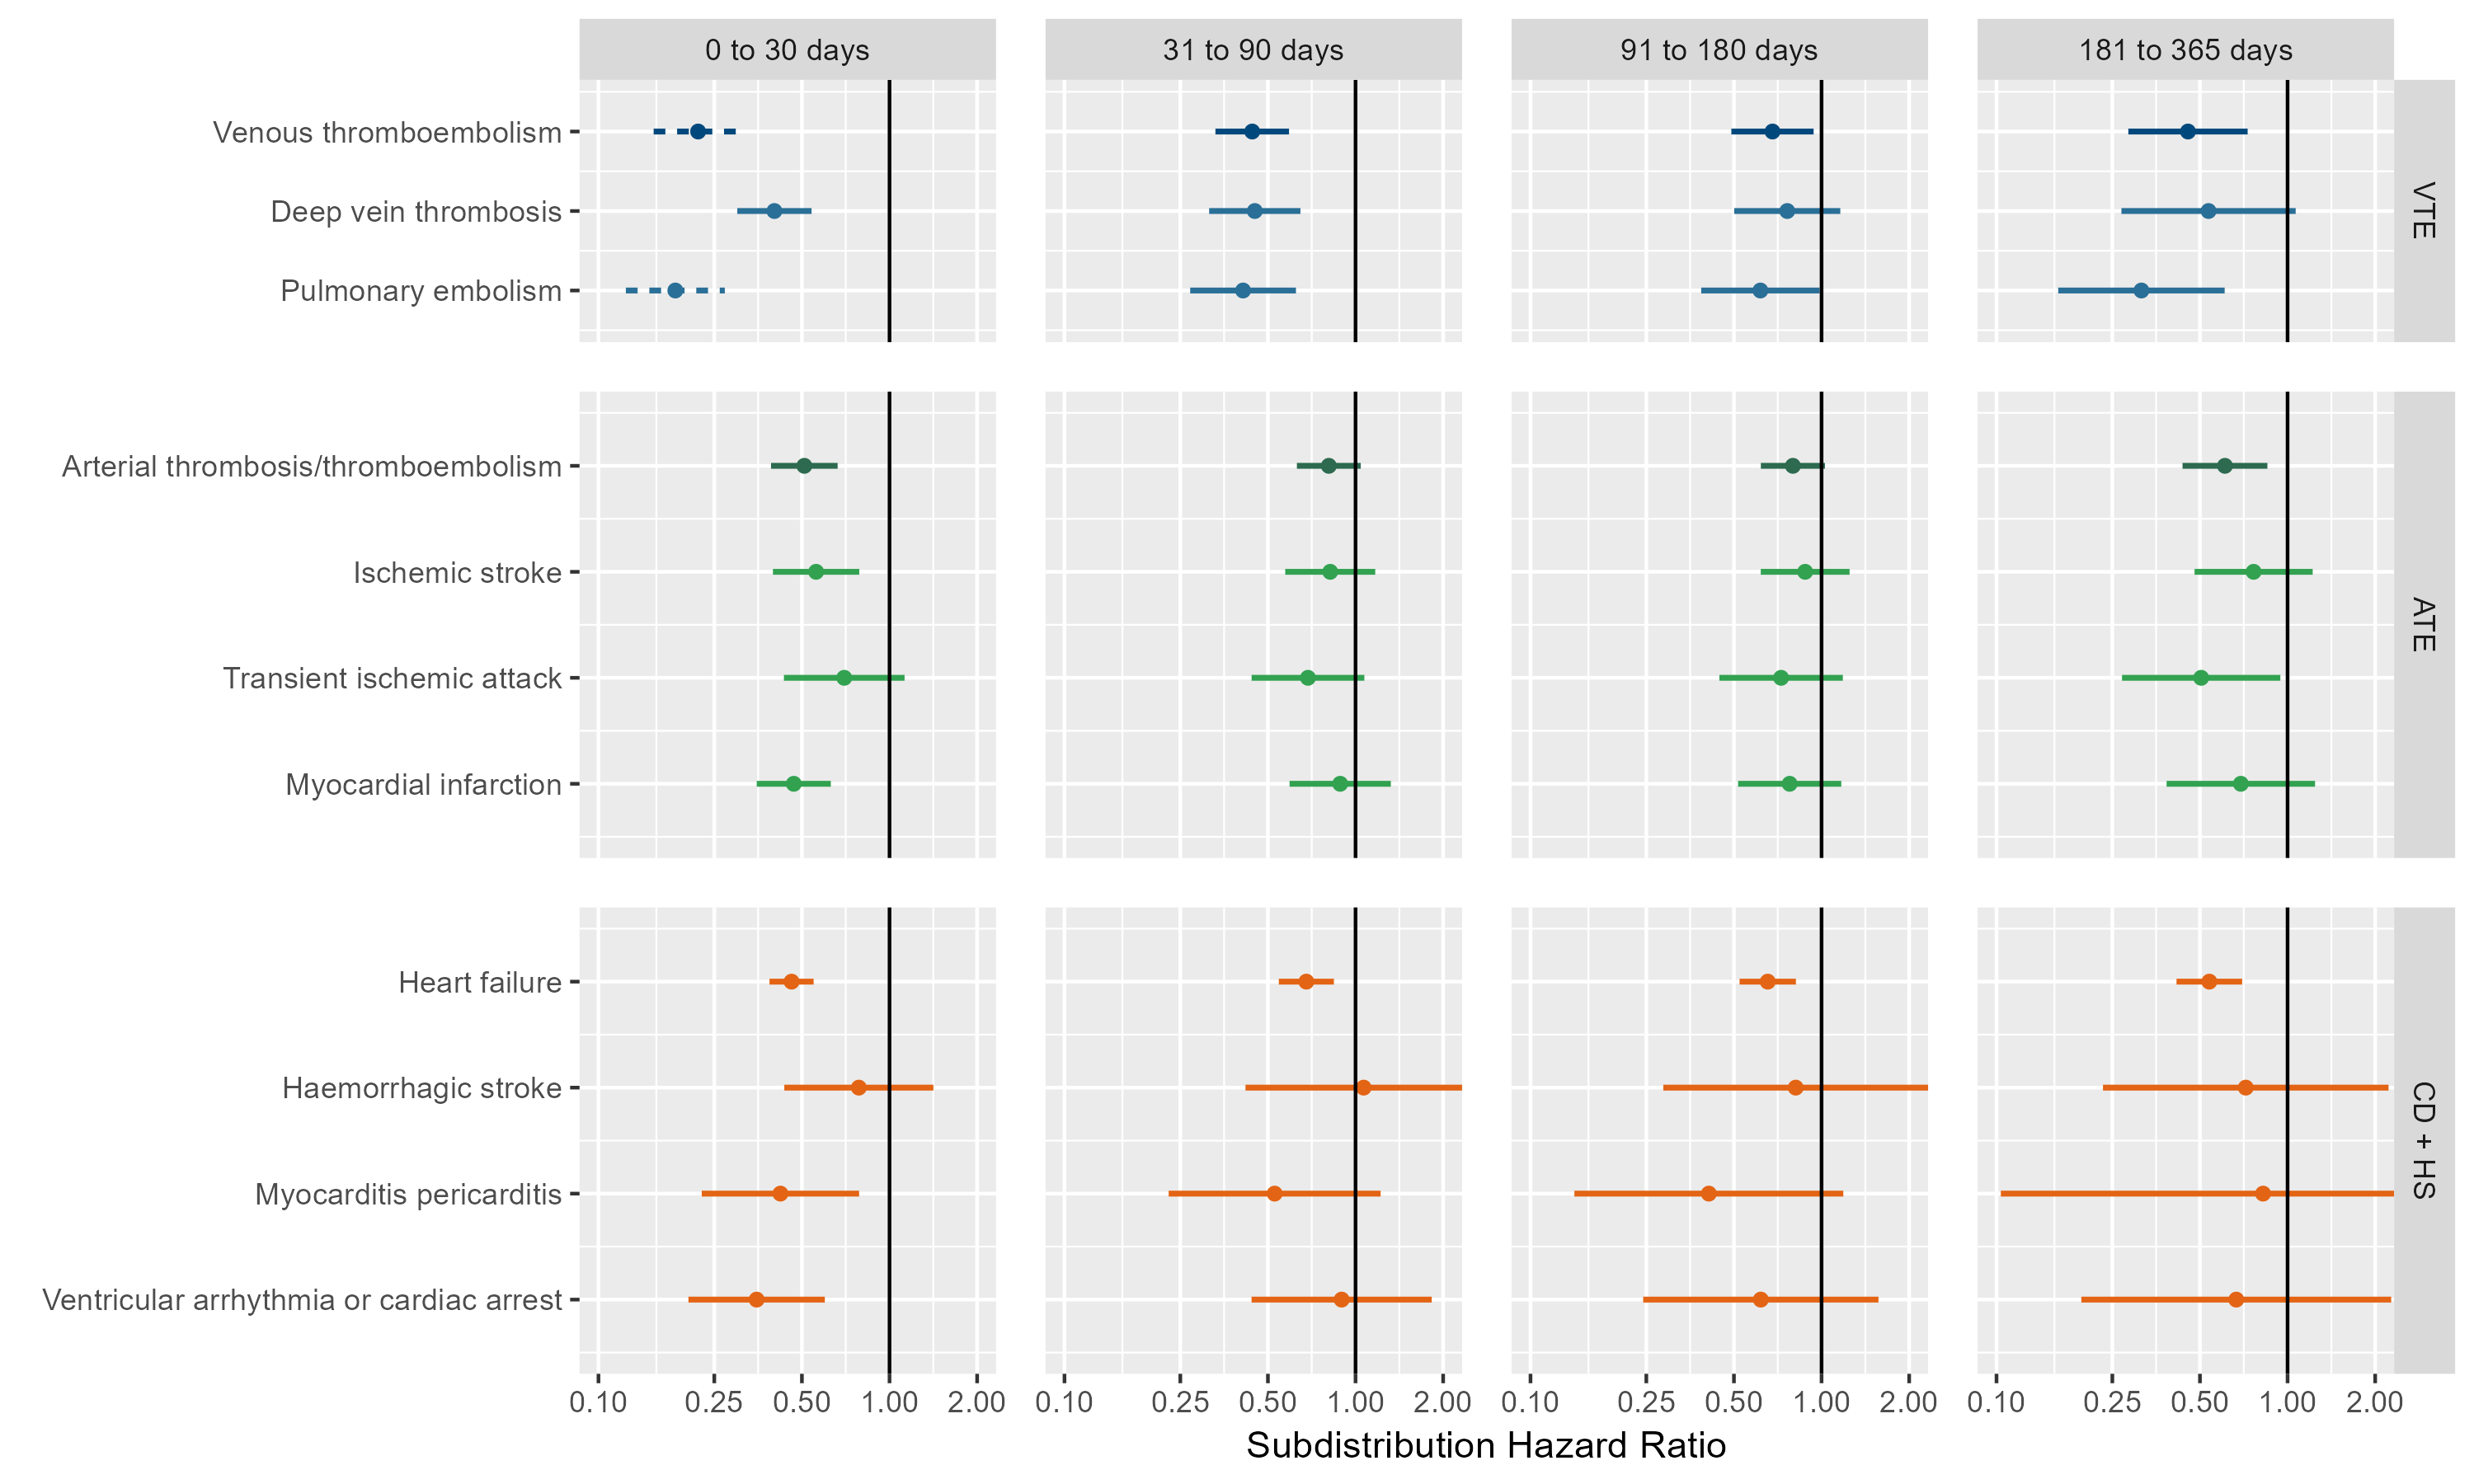 0 to 30 days
31 to 90 days
91 to 180 days
181 to 365 days
Venous thromboembolism
Deep vein thrombosis
Pulmonary embolism
VTE
Arterial thrombosis/thromboembolism
Ischemic stroke
Transient ischemic attack
Myocardial infarction
ATE
Heart failure
Haemorrhagic stroke
Myocarditis pericarditis
Ventricular arrhythmia or cardiac arrest
CD + HS
0.10 0.25 0.50 1.00 2.00
0.10 0.25 0.50 1.00 2.00
0.10 0.25 0.50 1.00 2.00
0.10 0.25 0.50 1.00 2.00
Subdistribution Hazard Ratio